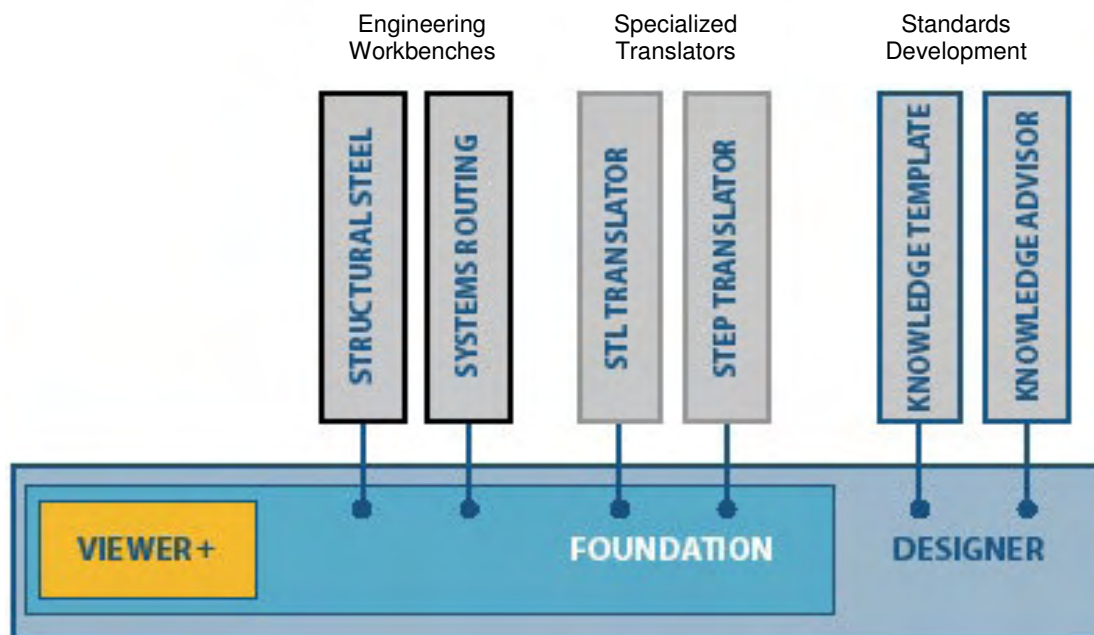 Engineering
Workbenches
Specialized
Translators
Standards
Development
STRUCTURAL STEEL
SYSTEMS ROUTING
STL TRANSLATOR
STEP TRANSLATOR
KNOWLEDGE TEMPLATE
KNOWLEDGE ADVISOR
VIEWER+
FOUNDATION
DESIGNER